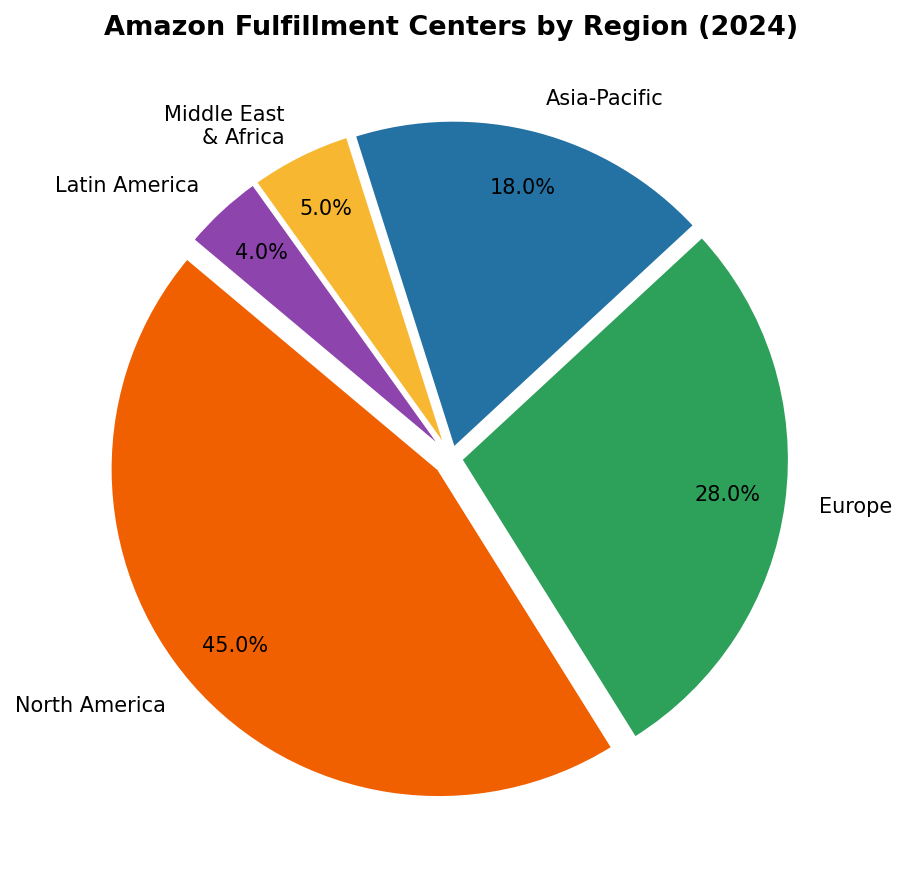 Amazon Fulfillment Centers by Region (2024)
Asia-Pacific
Middle East
& Africa
Latin America
18.0%
5.0%
4.0%
28.0%
Europe
45.0%
North America